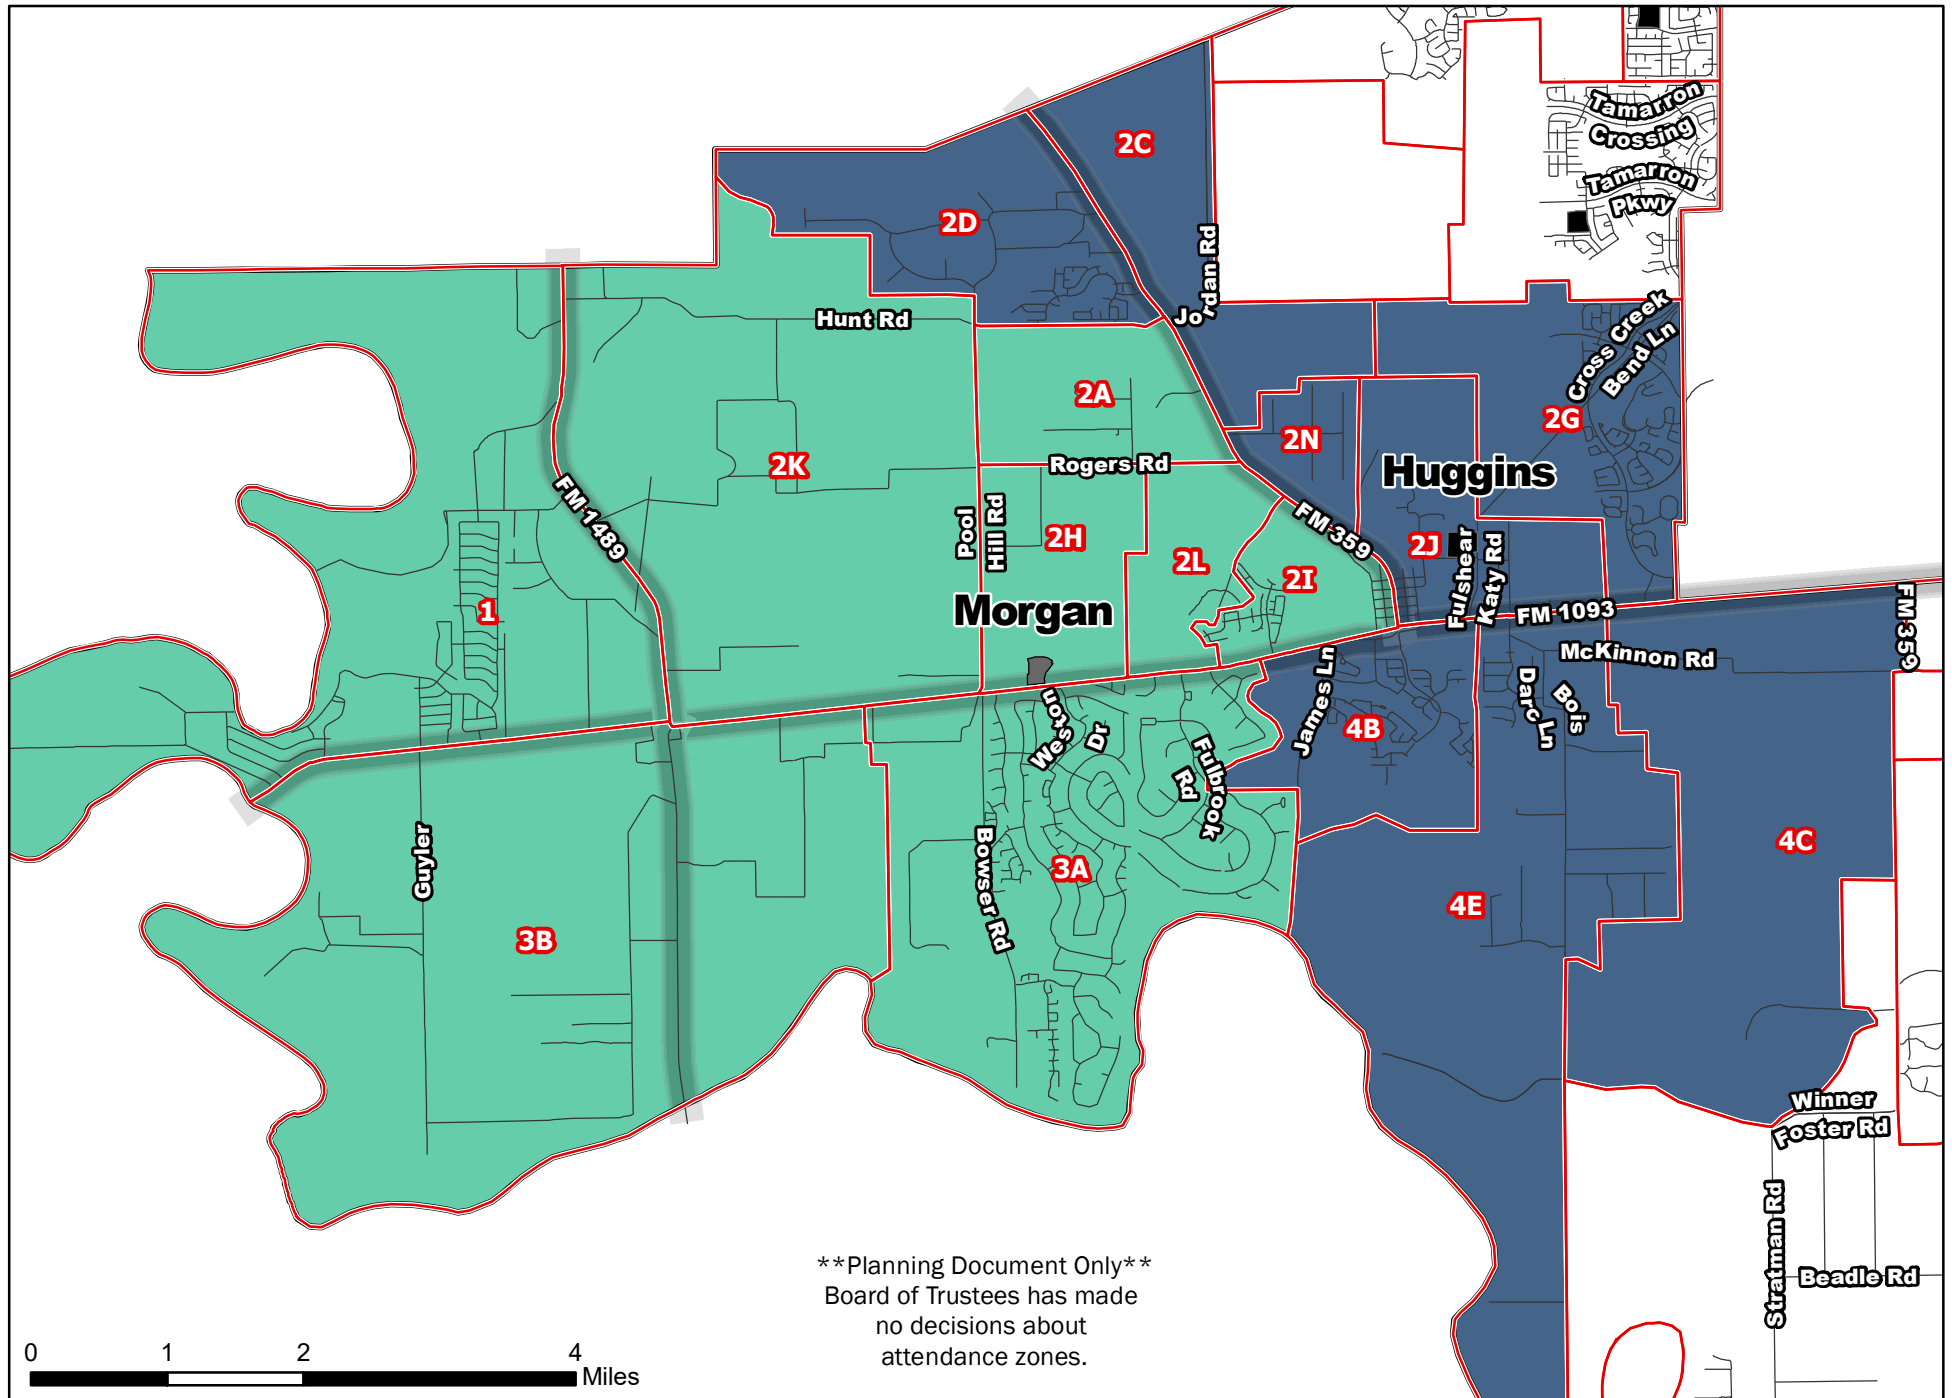 Tamarron
Crossing
Tamarron
Pkwy
2C
2D
Jordan Rd
Hunt Rd
Cross Creek
Bend Ln
2A
2G
2N
2K
Rogers Rd
Huggins
FM 1489
Pool
Hill Rd
2H
FM 359
2J
Fulshear
Katy Rd
2L
2I
1
Morgan
FM 1093
FM 359
McKinnon Rd
James Ln
4B
Bois
Darc Ln
Weston
Dr
Fulbrook
Rd
Guyler
Bowser Rd
3A
4C
4E
3B
Winner
Foster Rd
Stratman Rd
Beadle Rd
**Planning Document Only**
Board of Trustees has made
no decisions about
attendance zones.
0 1 2 4
Miles